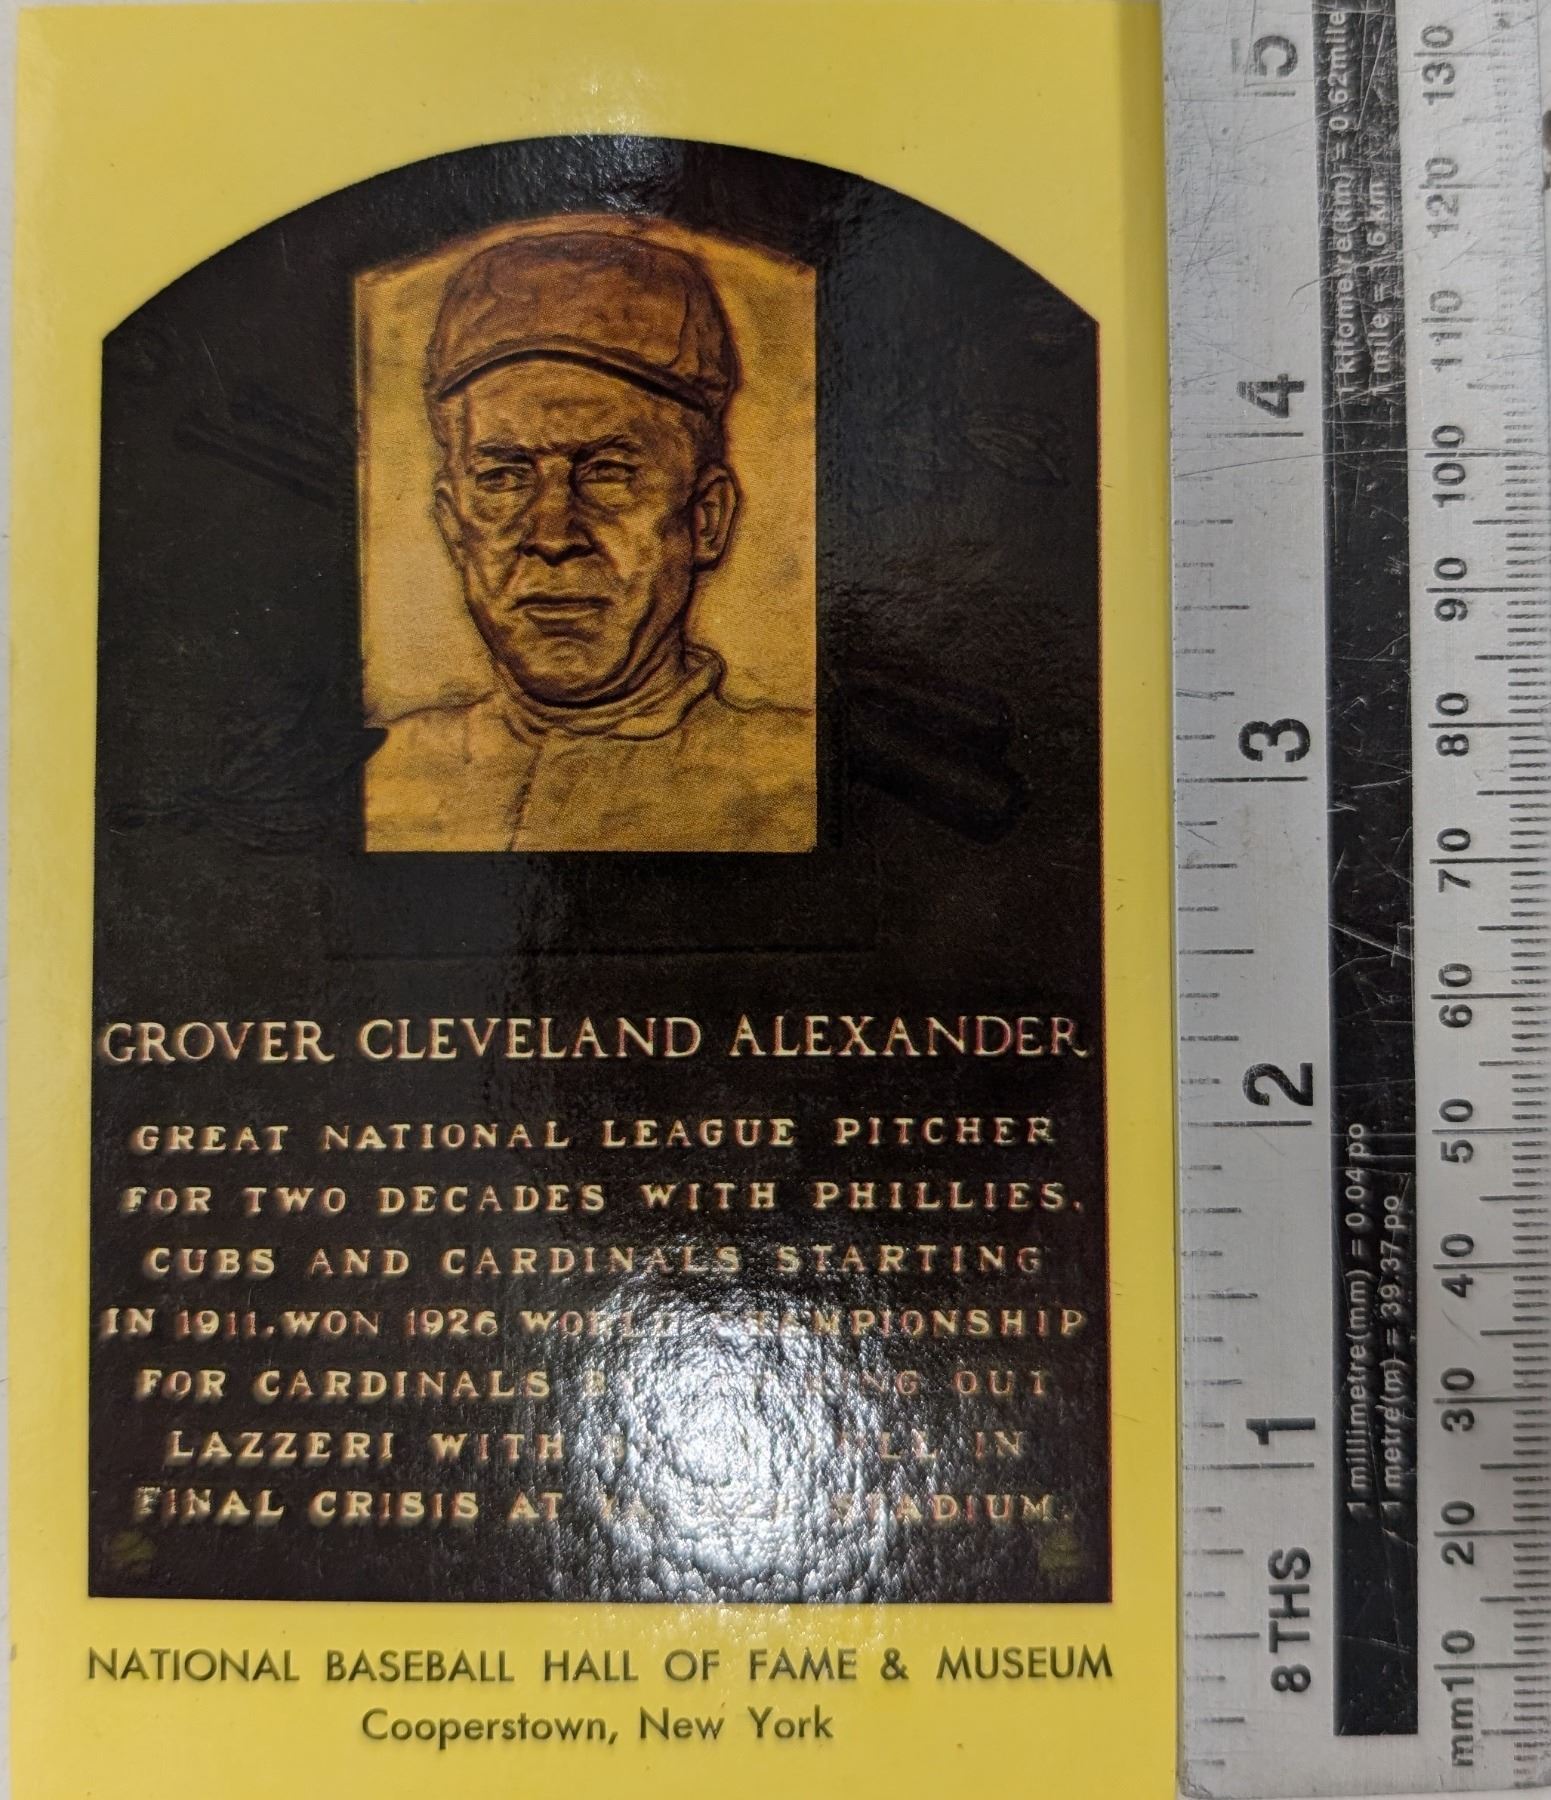 GROVER CLEVELAND ALEXANDER
GREAT NATIONAL LEAGUE PITCHER
FOR TWO DECADES WITH PHILLIES,
CUBS AND CARDINALS STARTING
IN 1911. WON 1926 WORLD CHAMPIONSHIP
FOR CARDINALS OUT
LAZZERI WITH IN
FINAL CRISIS AT STADIUM.
NATIONAL BASEBALL HALL OF FAME & MUSEUM
Cooperstown, New York
8THS 1 2 3 4 5
1 millimetre(mm) = 0.04 po
1 metre(m) = 39.37 po
1 kilometre(km) = 0.62mile
1 mile = 1.6 km
mm10 20 30 40 50 60 70 80 90 100 110 120 130